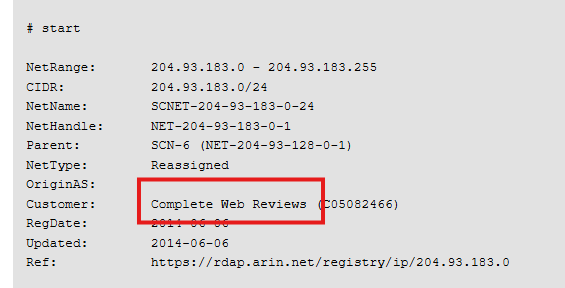 # start
NetRange: 204.93.183.0 - 204.93.183.255
CIDR: 204.93.183.0/24
NetName: SCNET-204-93-183-0-24
NetHandle: NET-204-93-183-0-1
Parent: SCN-6 (NET-204-93-128-0-1)
NetType: Reassigned
OriginAS:
Customer: Complete Web Reviews (C05082466)
RegDate: 2014-06-06
Updated: 2014-06-06
Ref: https://rdap.arin.net/registry/ip/204.93.183.0